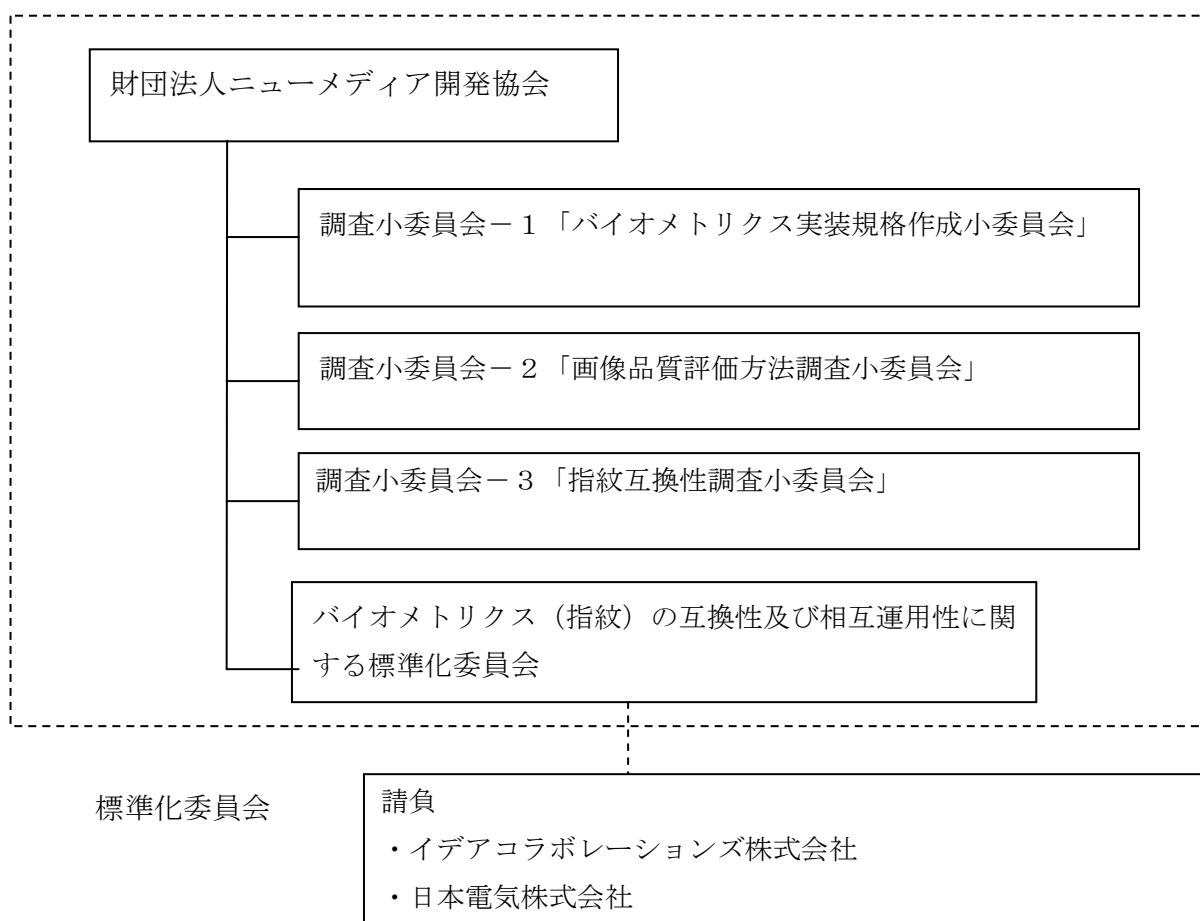 財団法人ニューメディア開発協会
調査小委員会－１「バイオメトリクス実装規格作成小委員会」
調査小委員会－２「画像品質評価方法調査小委員会」
調査小委員会－３「指紋互換性調査小委員会」
バイオメトリクス（指紋）の互換性及び相互運用性に関
する標準化委員会
標準化委員会
請負
・イデアコラボレーションズ株式会社
・日本電気株式会社